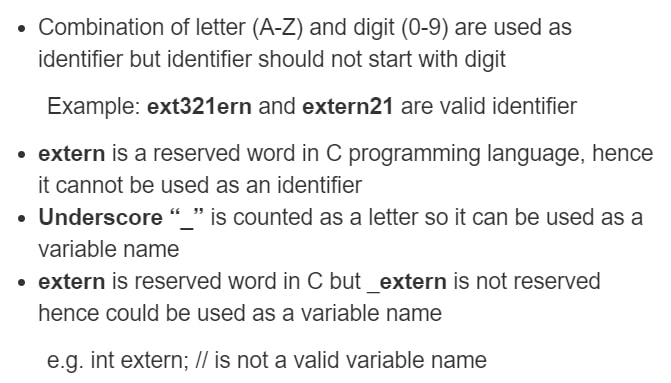 • Combination of letter (A-Z) and digit (0-9) are used as
identifier but identifier should not start with digit
Example: ext321ern and extern21 are valid identifier
• extern is a reserved word in C programming language, hence
it cannot be used as an identifier
• Underscore “_” is counted as a letter so it can be used as a
variable name
• extern is reserved word in C but _extern is not reserved
hence could be used as a variable name
e.g. int extern; // is not a valid variable name